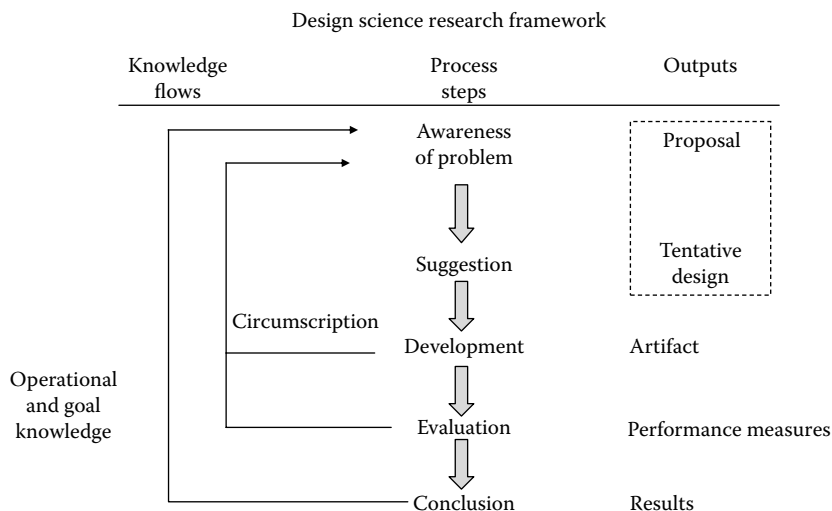 Design science research framework
Knowledge
flows
Process
steps
Outputs
Awareness
of problem
Proposal
Suggestion
Tentative
design
Circumscription
Development
Artifact
Operational
and goal
knowledge
Evaluation
Performance measures
Conclusion
Results